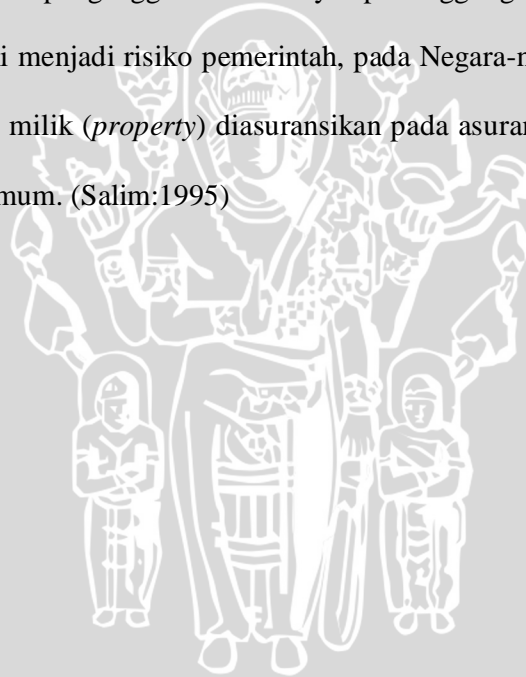 i menjadi risiko pemerintah, pada Negara-n
milik (property) diasuransikan pada asuran
mum. (Salim:1995)